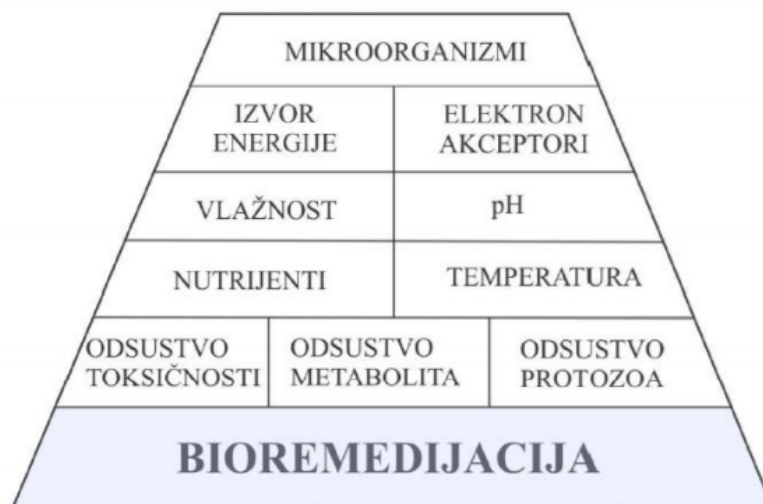 MIKROORGANIZMI
IZVOR
ENERGIJE
ELEKTRON
AKCEPTORI
VLAŽNOST
pH
NUTRIJENTI
TEMPERATURA
ODSUSTVO
TOKSIČNOSTI
ODSUSTVO
METABOLITA
ODSUSTVO
PROTOZOA
BIOREMEDIJACIJA